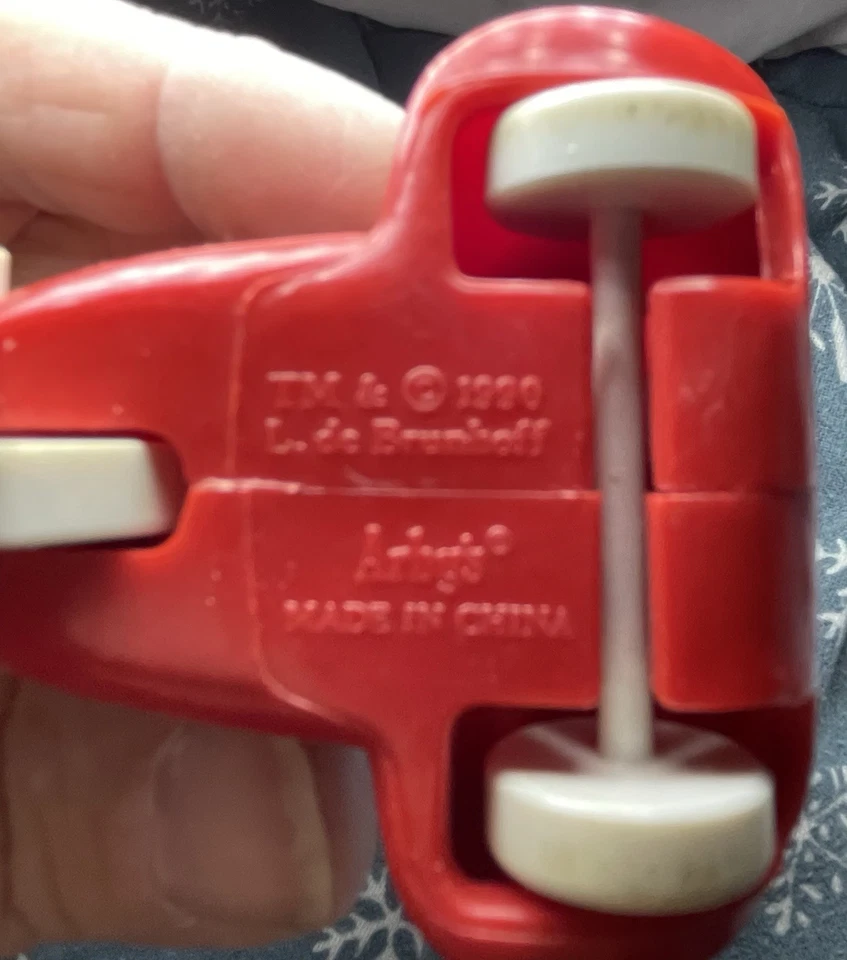 TM & © 1990
L. de Brunhoff
Arby's®
MADE IN CHINA